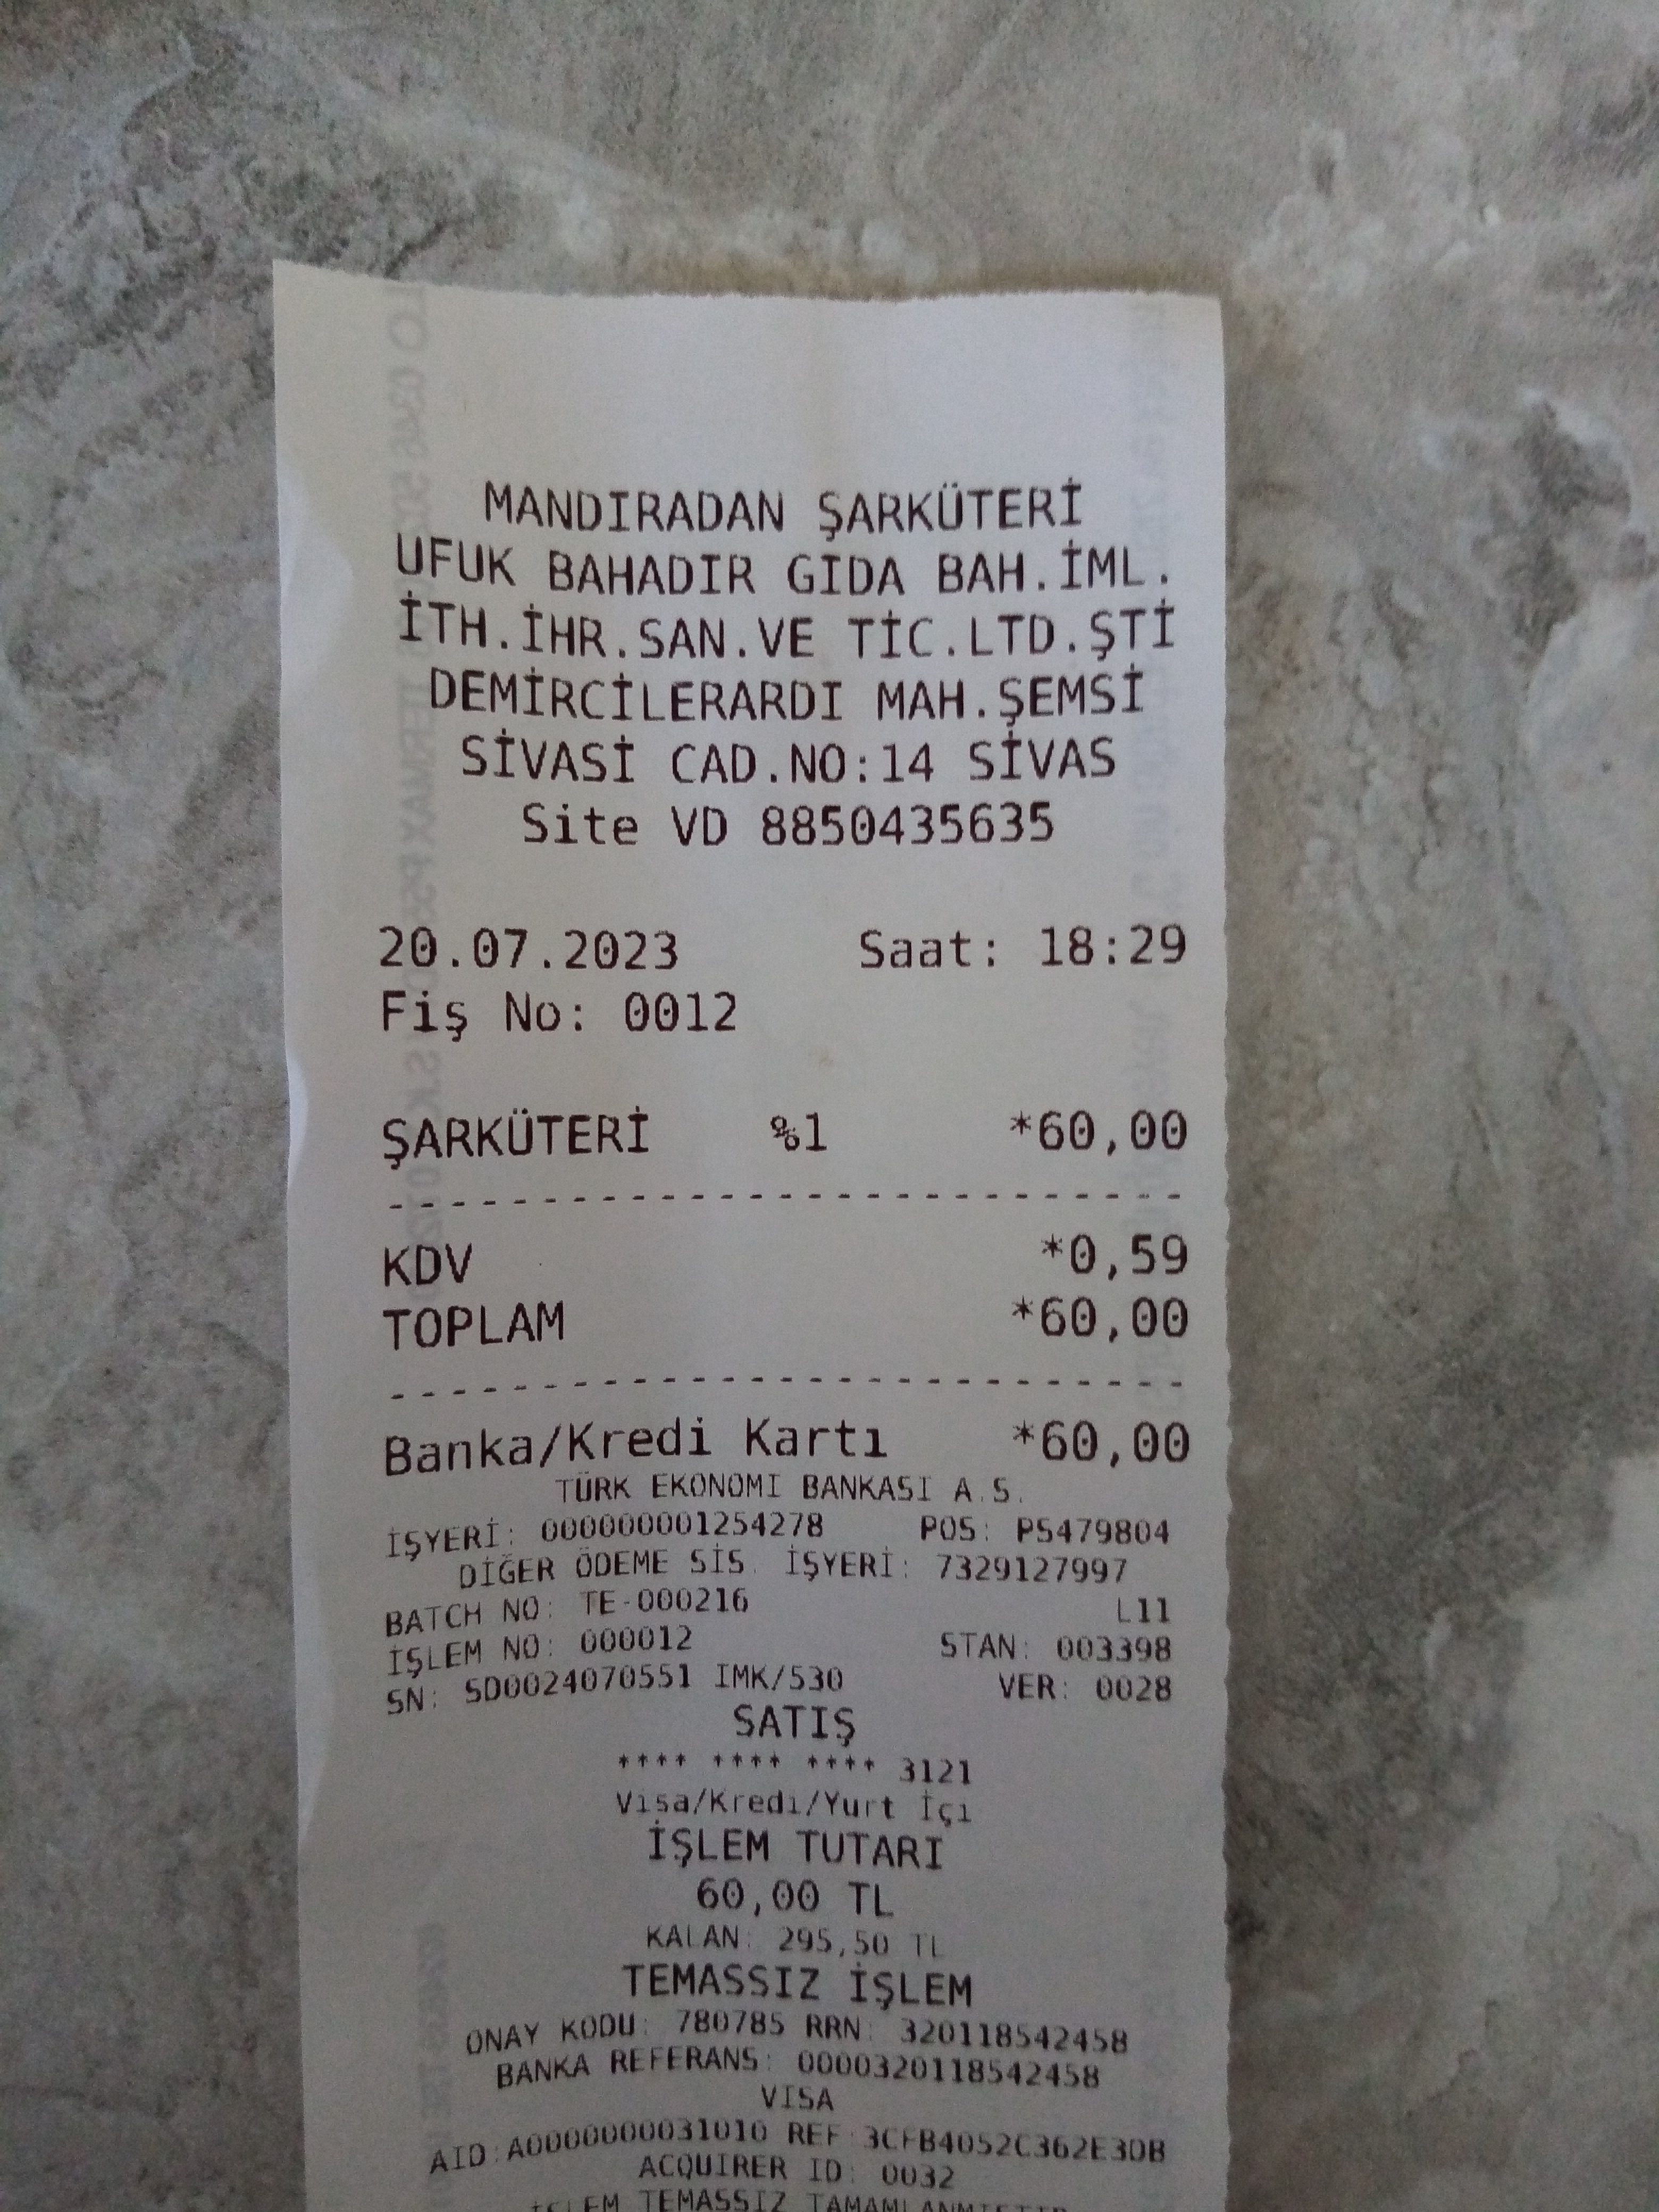 MANDIRADAN ŞARKÜTERİ
UFUK BAHADIR GIDA BAH.İML.
İTH.İHR.SAN.VE TİC.LTD.ŞTİ
DEMİRCİLERARDI MAH.ŞEMSİ
SİVASİ CAD.NO:14 SİVAS
Site VD 8850435635
20.07.2023 Saat: 18:29
Fiş No: 0012
ŞARKÜTERİ %1 *60,00
KDV *0,59
TOPLAM *60,00
Banka/Kredi Kartı *60,00
TÜRK EKONOMI BANKASI A.S.
İŞYERİ: 000000001254278 POS: PS479804
DİĞER ÖDEME SİS. İŞYERİ: 7329127997
BATCH NO: TE-000216 L11
İŞLEM NO: 000012 STAN: 003398
SN: SD0024070551 IMK/530 VER: 0028
SATIŞ
**** **** **** 3121
Visa/Kredi/Yurt İçi
İŞLEM TUTARI
60,00 TL
KALAN: 295,50 TL
TEMASSIZ İŞLEM
ONAY KODU: 780785 RRN: 320118542458
BANKA REFERANS: 0000320118542458
VISA
AID:A0000000031010 REF:3CFB4052C362E3DB
ACQUIRER ID: 0032
İŞLEM TEMASSIZ TAMAMLANMIŞTIR